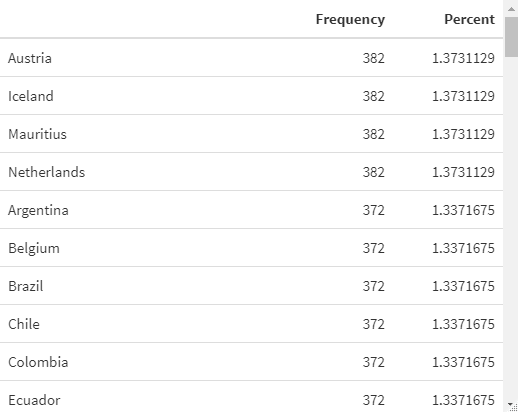 Frequency Percent
Austria 382 1.3731129
Iceland 382 1.3731129
Mauritius 382 1.3731129
Netherlands 382 1.3731129
Argentina 372 1.3371675
Belgium 372 1.3371675
Brazil 372 1.3371675
Chile 372 1.3371675
Colombia 372 1.3371675
Ecuador 372 1.3371675